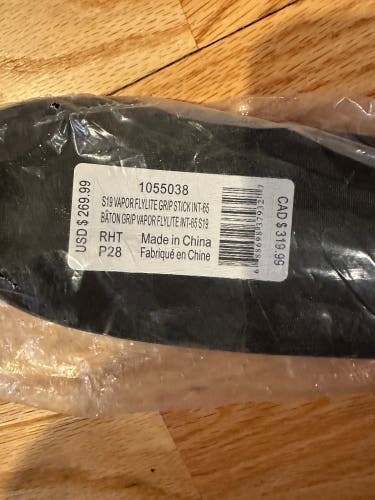 USD $ 269.99
1055038
S19 VAPOR FLYLITE GRIP STICK INT-65
BÂTON GRIP VAPOR FLYLITE INT-65 S19
RHT Made in China
P28 Fabriqué en Chine
CAD $ 319.99